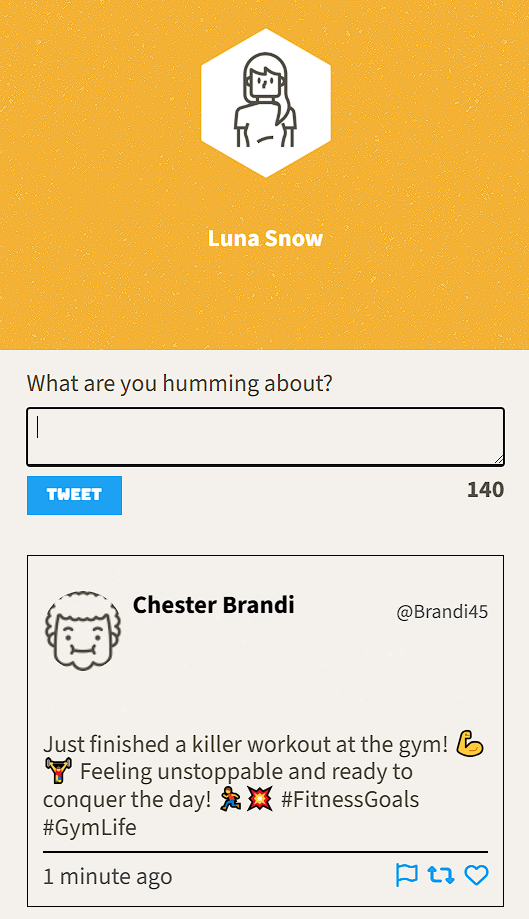 Luna Snow
What are you humming about?
TWEET
140
Chester Brandi
@Brandi45
Just finished a killer workout at the gym! 💪
🏋️ Feeling unstoppable and ready to
conquer the day! 🏃💥 #FitnessGoals
#GymLife
1 minute ago